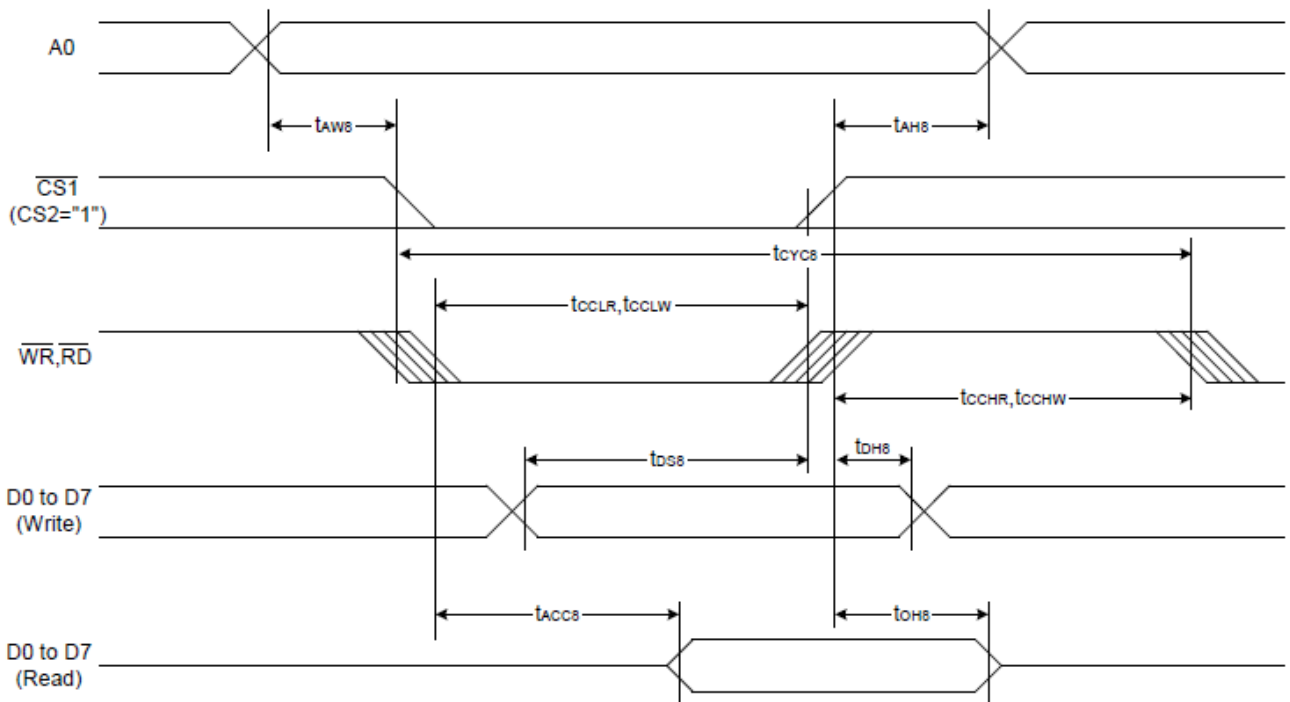 A0
tAW8
tAH8
CS1
(CS2="1")
tCYC8
tCCLR,tCCLW
WR,RD
tCCHR,tCCHW
tDS8
tDH8
D0 to D7
(Write)
tACC8
tOH8
D0 to D7
(Read)